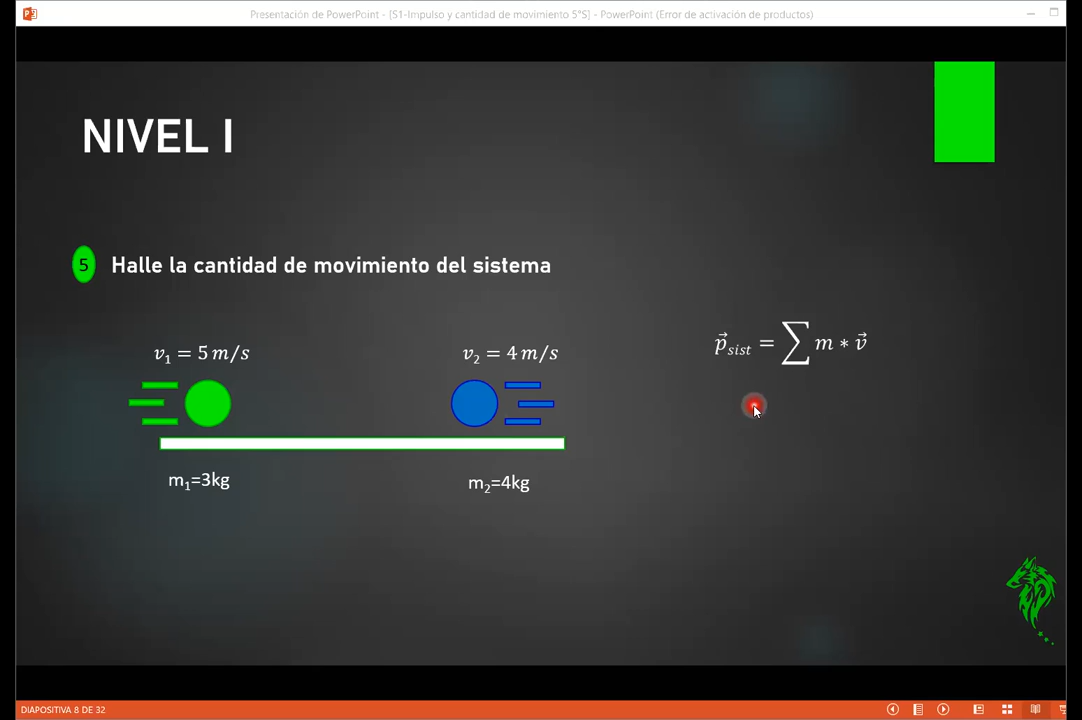 Presentación de PowerPoint - [S1-Impulso y cantidad de movimiento 5°S] - PowerPoint (Error de activación de productos)
NIVEL I
5 Halle la cantidad de movimiento del sistema
v₁ = 5 m/s
v₂ = 4 m/s
p⃗ₛᵢₛₜ = ∑ m ∗ v⃗
m₁=3kg
m₂=4kg
DIAPOSITIVA 8 DE 32